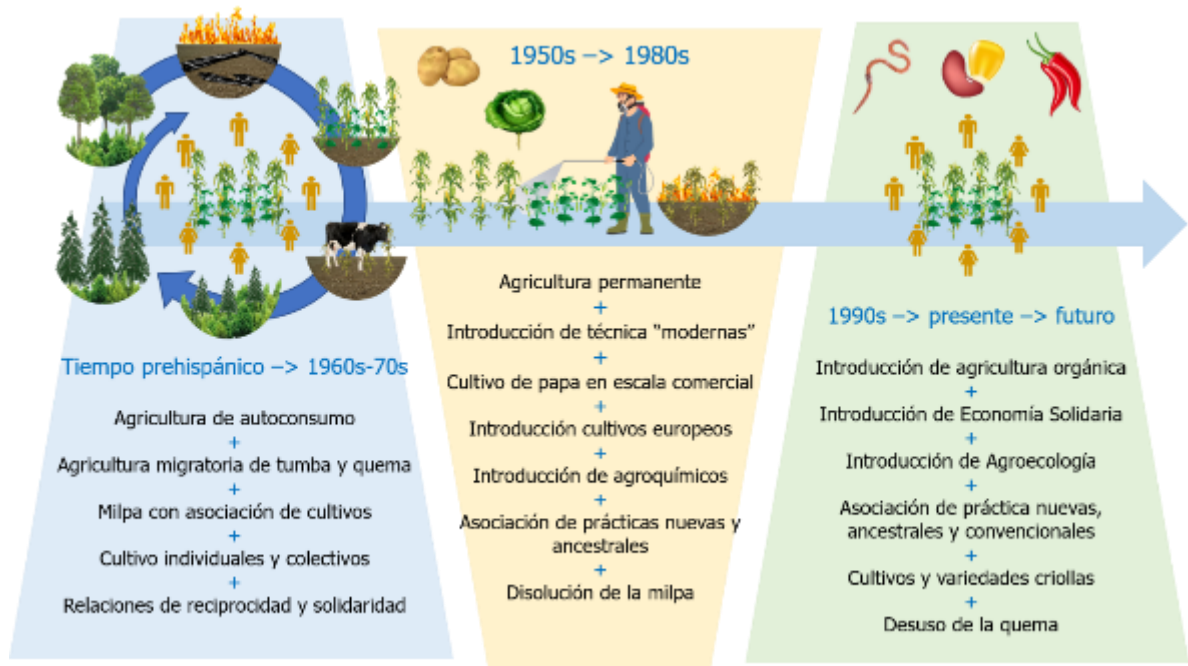 Tiempo prehispánico –> 1960s-70s
Agricultura de autoconsumo
+
Agricultura migratoria de tumba y quema
+
Milpa con asociación de cultivos
+
Cultivo individuales y colectivos
+
Relaciones de reciprocidad y solidaridad
1950s –> 1980s
Agricultura permanente
+
Introducción de técnica “modernas”
+
Cultivo de papa en escala comercial
+
Introducción cultivos europeos
+
Introducción de agroquímicos
+
Asociación de prácticas nuevas y
ancestrales
+
Disolución de la milpa
1990s –> presente –> futuro
Introducción de agricultura orgánica
+
Introducción de Economía Solidaria
+
Introducción de Agroecología
+
Asociación de práctica nuevas,
ancestrales y convencionales
+
Cultivos y variedades criollas
+
Desuso de la quema